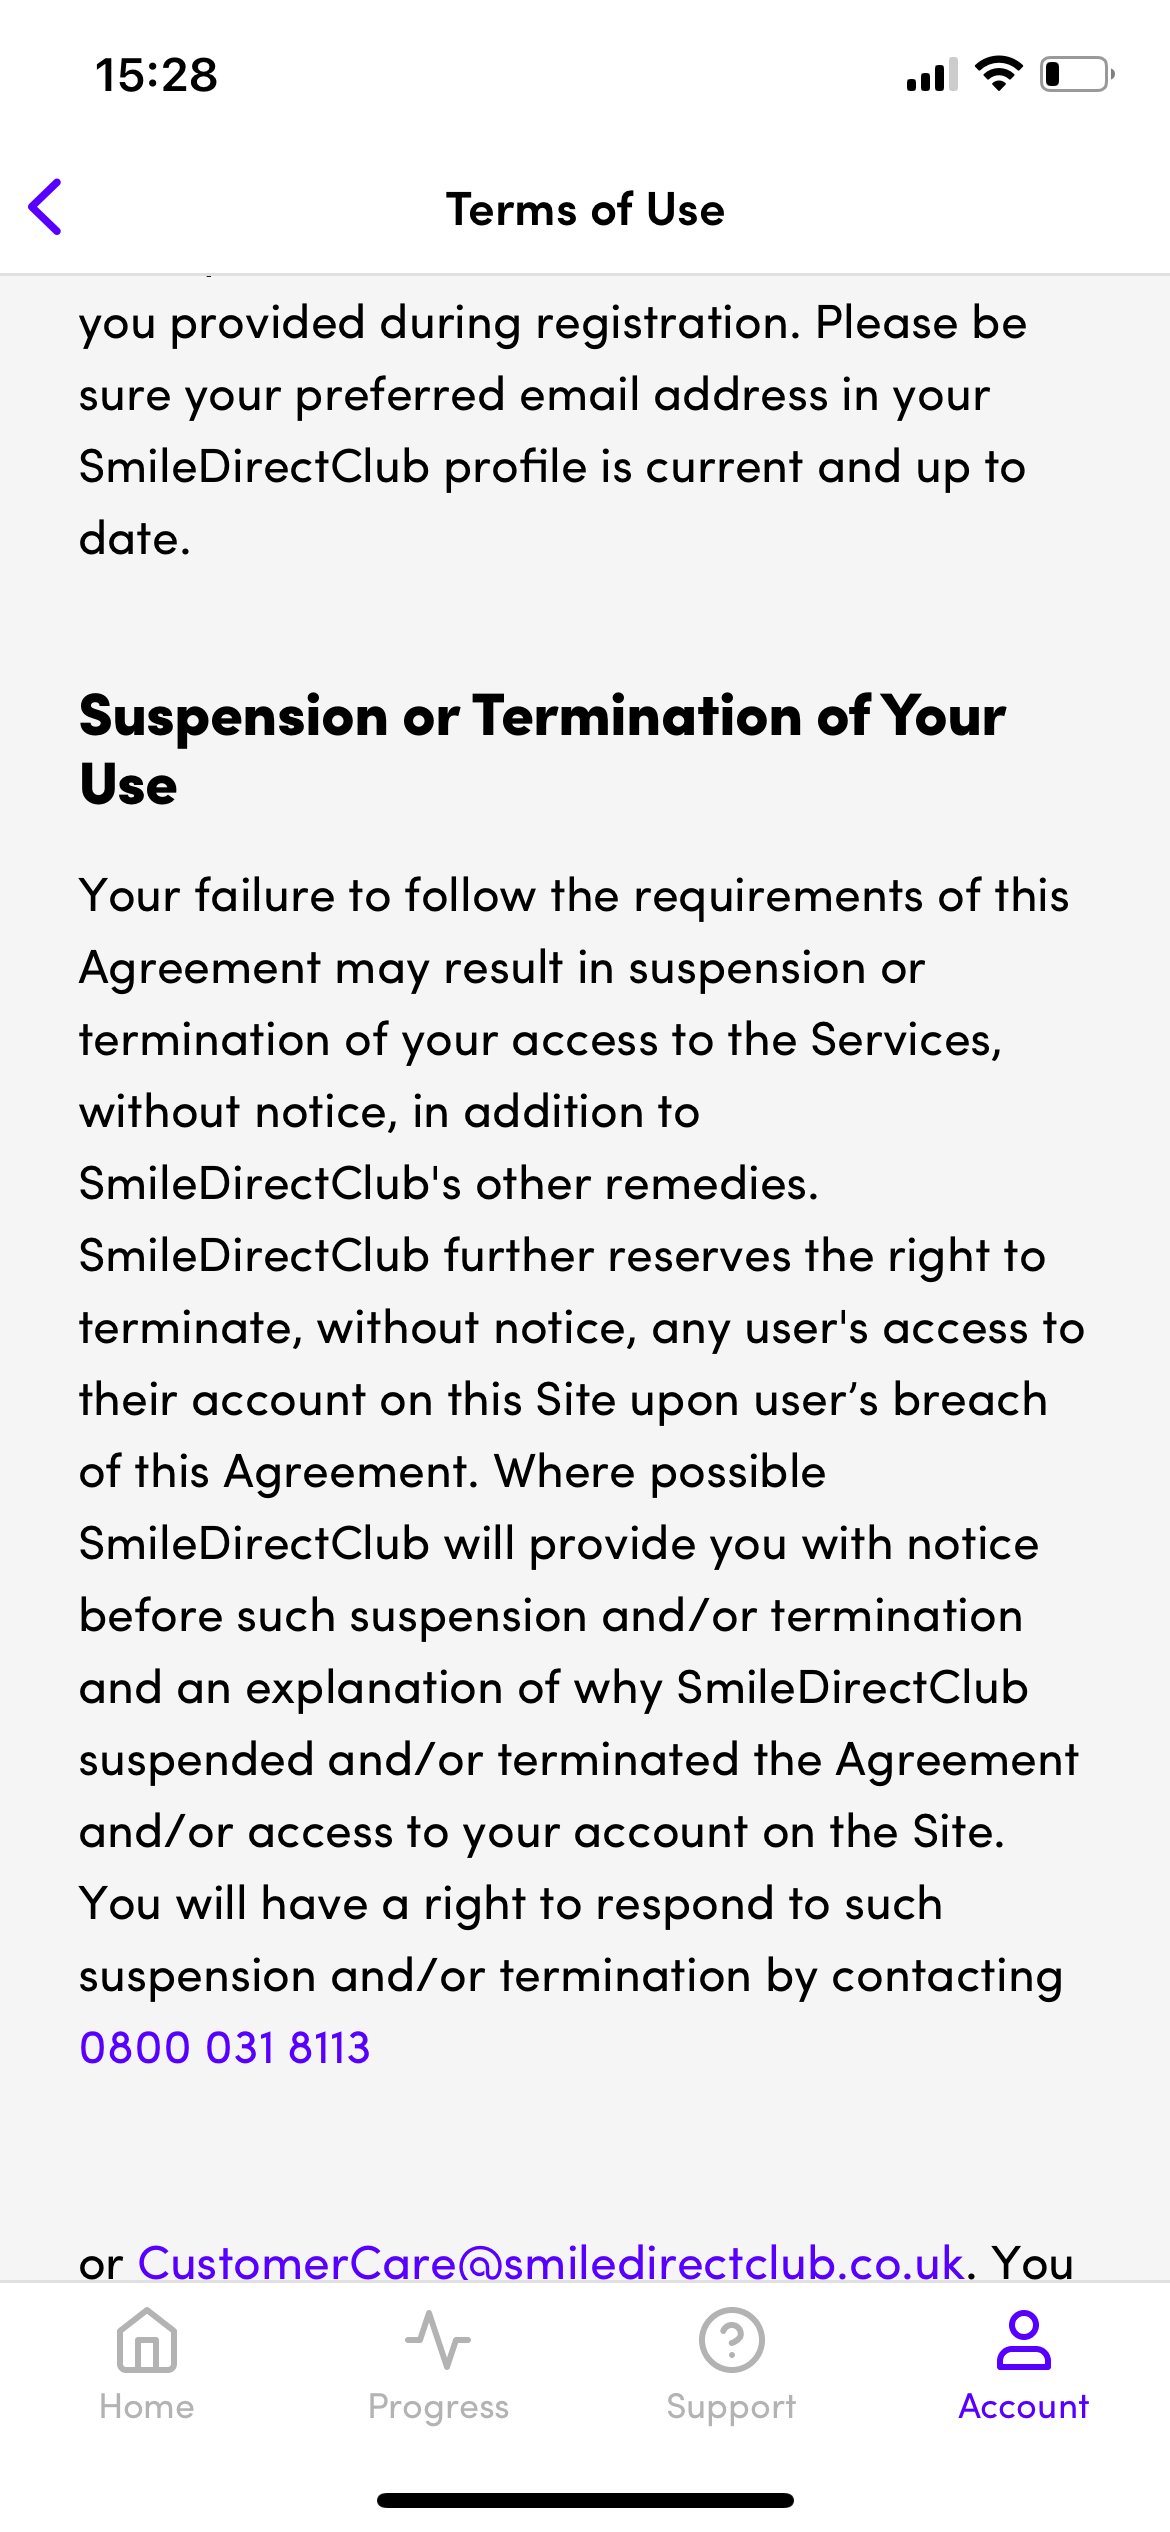 15:28
Terms of Use
you provided during registration. Please be
sure your preferred email address in your
SmileDirectClub profile is current and up to
date.
Suspension or Termination of Your
Use
Your failure to follow the requirements of this
Agreement may result in suspension or
termination of your access to the Services,
without notice, in addition to
SmileDirectClub's other remedies.
SmileDirectClub further reserves the right to
terminate, without notice, any user's access to
their account on this Site upon user’s breach
of this Agreement. Where possible
SmileDirectClub will provide you with notice
before such suspension and/or termination
and an explanation of why SmileDirectClub
suspended and/or terminated the Agreement
and/or access to your account on the Site.
You will have a right to respond to such
suspension and/or termination by contacting
0800 031 8113
or CustomerCare@smiledirectclub.co.uk. You
Home
Progress
Support
Account